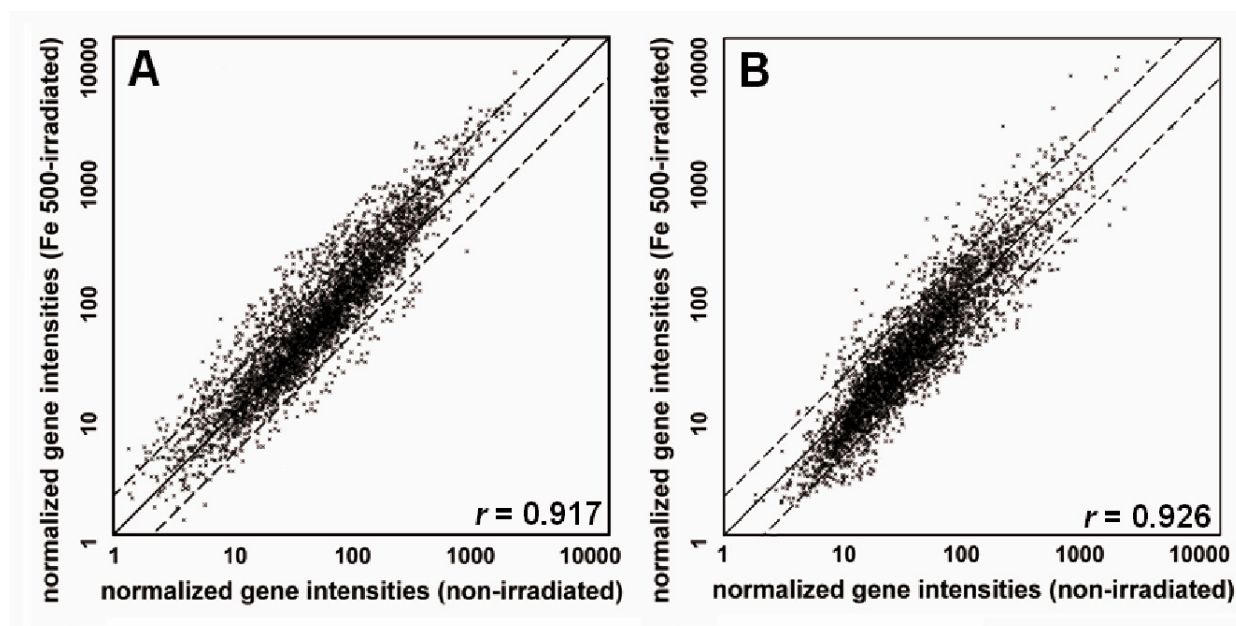 A
normalized gene intensities (Fe 500-irradiated)
10000
1000
100
10
1
r = 0.917
1 10 100 1000 10000
normalized gene intensities (non-irradiated)
B
normalized gene intensities (Fe 500-irradiated)
10000
1000
100
10
1
r = 0.926
1 10 100 1000 10000
normalized gene intensities (non-irradiated)